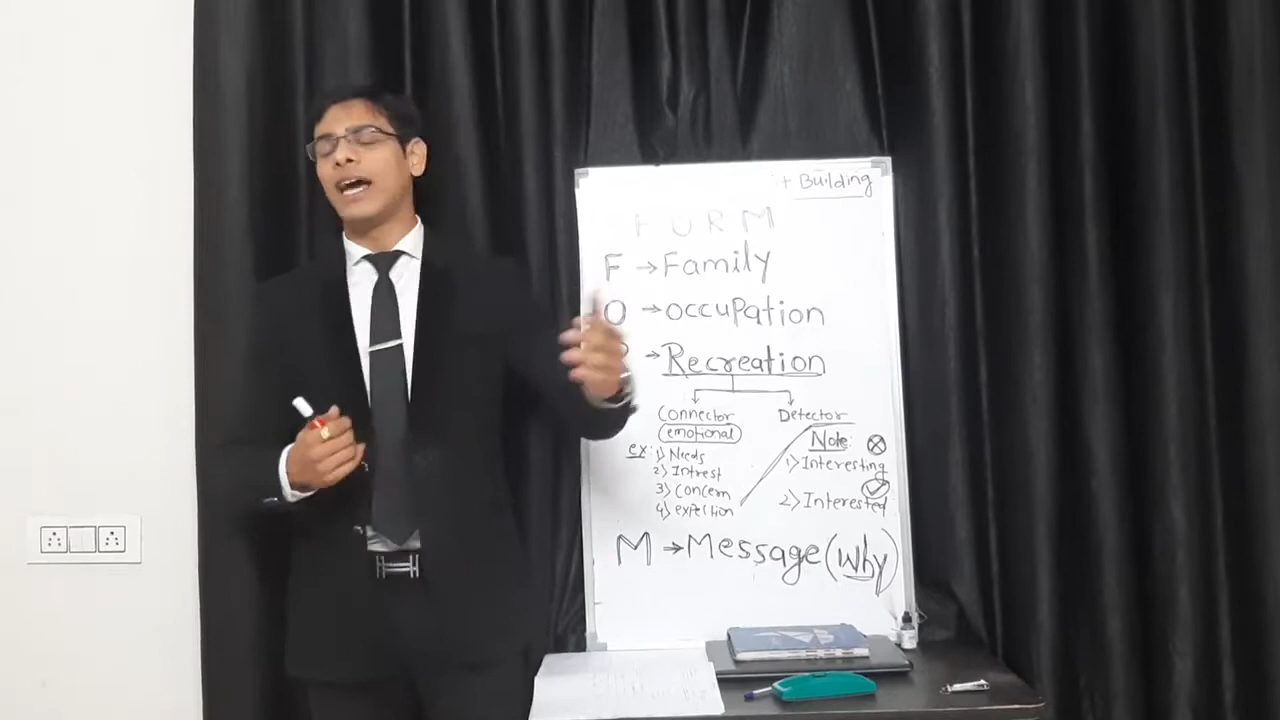 + Building
F O R M
F → Family
O → occupation
→ Recreation
Connector
emotional
ex: 1) Needs
2) Intrest
3) Concern
4) expection
Detector
Note:
1) Interesting
2) Interested
M → Message (why)